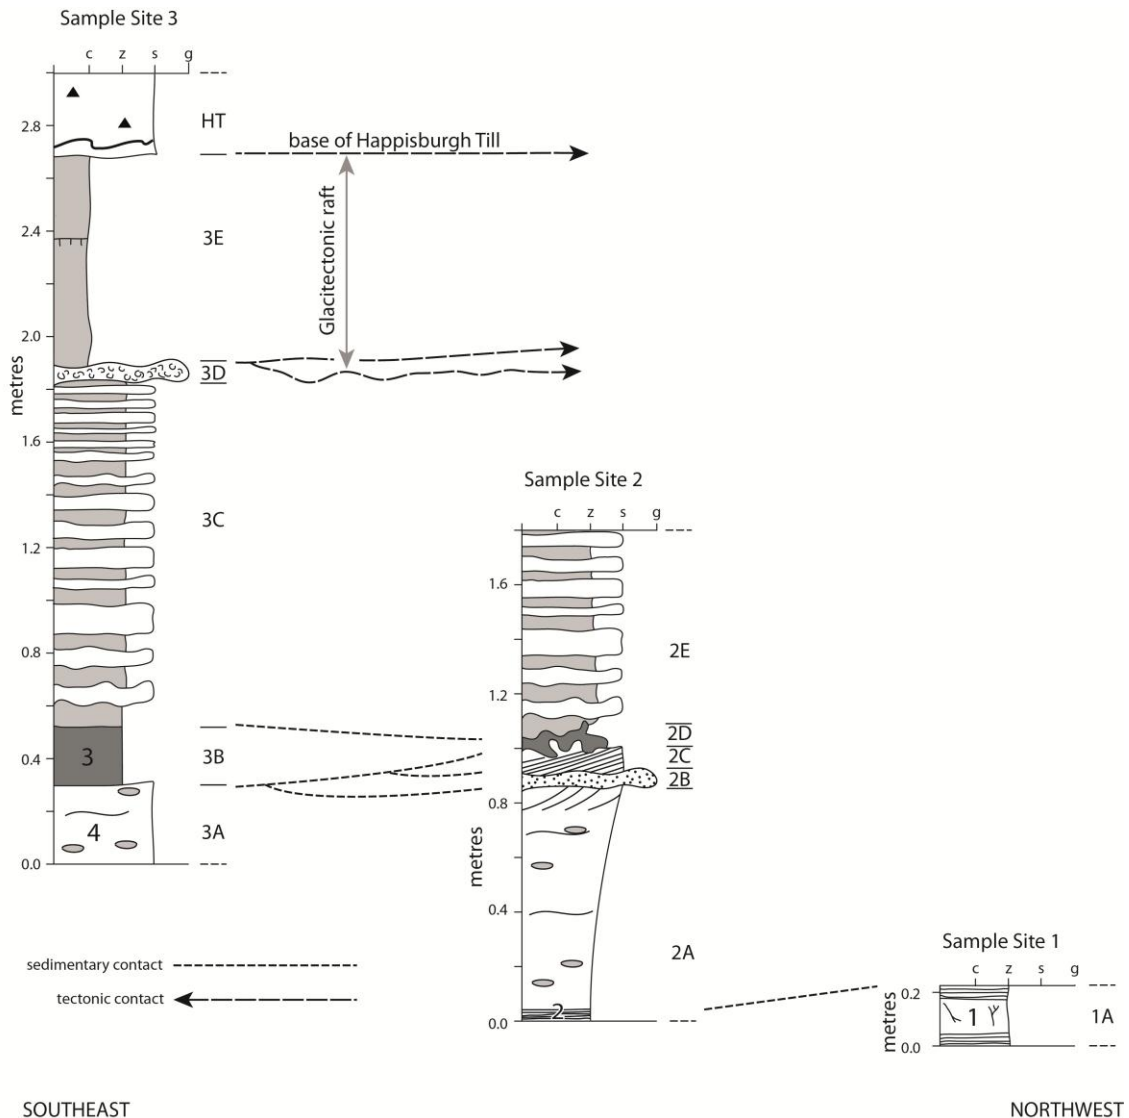 Sample Site 3
c z s g
HT
2.8
base of Happisburgh Till
Glacitectonic raft
2.4
3E
2.0
3D
metres
1.6
3C
1.2
0.8
3
0.4
3B
4
3A
0.0
Sample Site 2
c z s g
1.6
2E
1.2
2D
2C
2B
0.8
metres
0.4
2A
2
0.0
Sample Site 1
c z s g
0.2
1
1A
metres
0.0
sedimentary contact
tectonic contact
SOUTHEAST
NORTHWEST